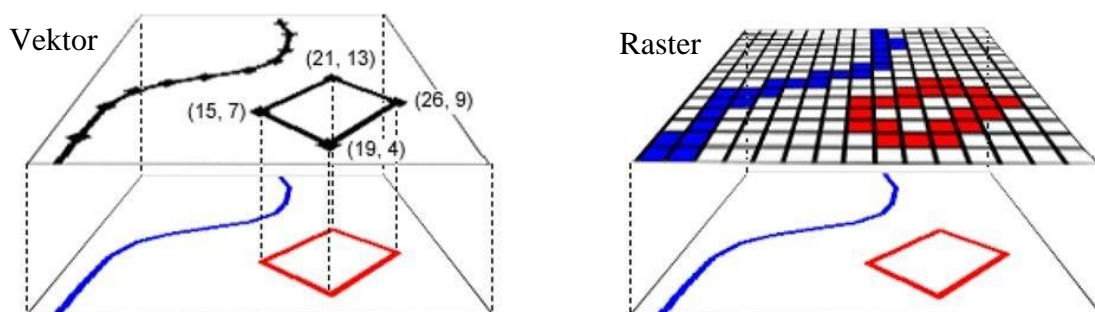 Vektor
(21, 13)
(15, 7)
(26, 9)
(19, 4)
Raster